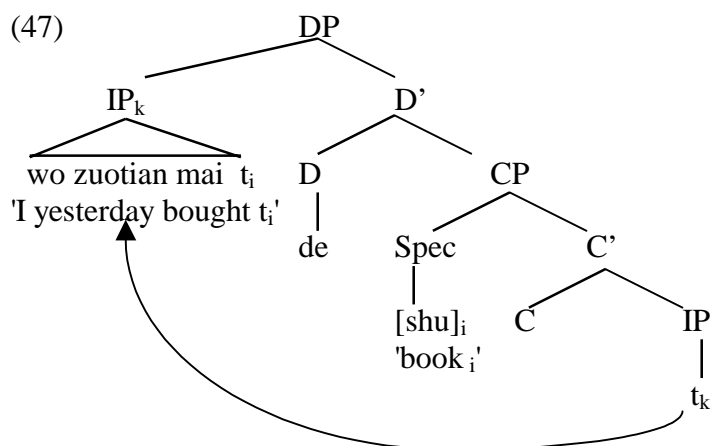 (47)
DP
IPk D’
wo zuotian mai ti D CP
'I yesterday bought ti'
de Spec C’
[shu]i C IP
'book i'
tk